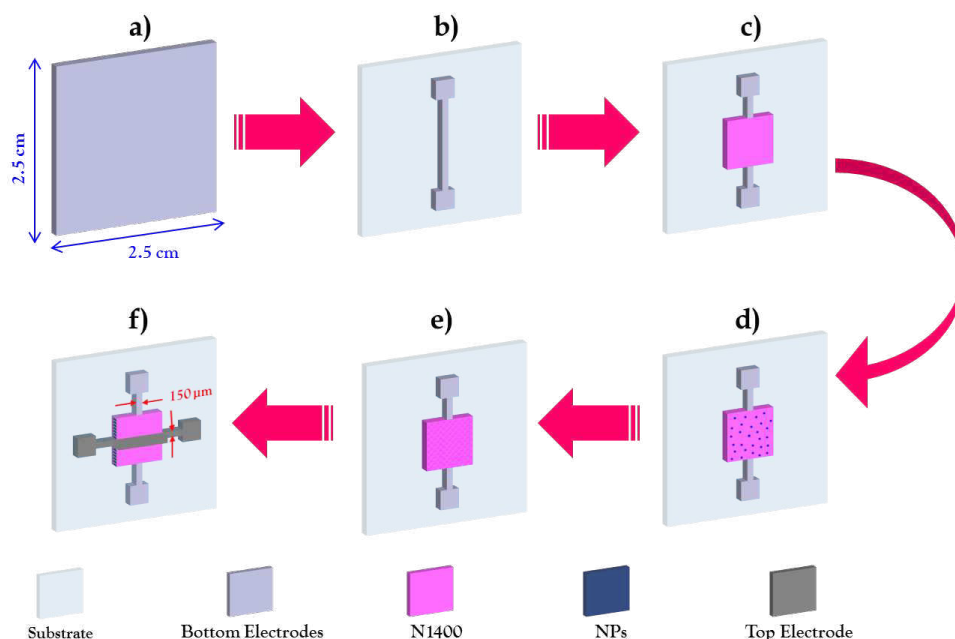 a)
b)
c)
2.5 cm
2.5 cm
f)
e)
d)
150 µm
Substrate
Bottom Electrodes
N1400
NPs
Top Electrode